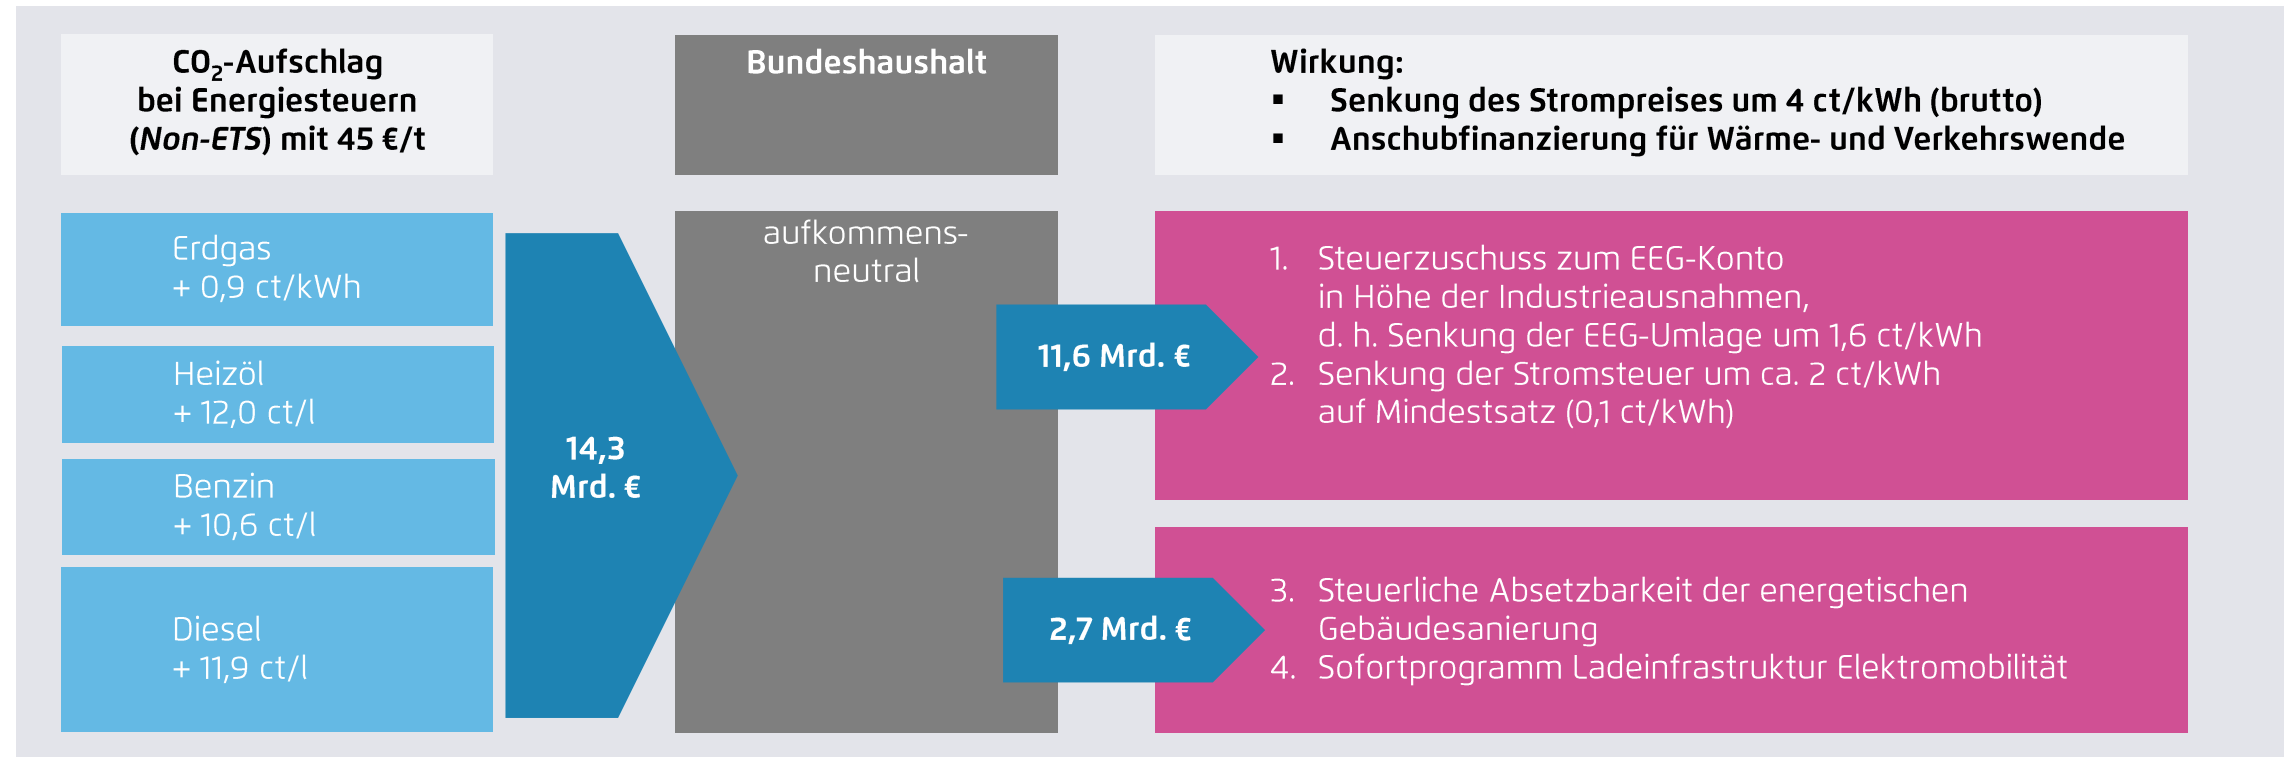 CO₂-Aufschlag
bei Energiesteuern
(Non-ETS) mit 45 €/t
Bundeshaushalt
Wirkung:
▪ Senkung des Strompreises um 4 ct/kWh (brutto)
▪ Anschubfinanzierung für Wärme- und Verkehrswende
Erdgas
+ 0,9 ct/kWh
Heizöl
+ 12,0 ct/l
Benzin
+ 10,6 ct/l
Diesel
+ 11,9 ct/l
14,3
Mrd. €
aufkommens-
neutral
11,6 Mrd. €
1. Steuerzuschuss zum EEG-Konto
in Höhe der Industrieausnahmen,
d. h. Senkung der EEG-Umlage um 1,6 ct/kWh
2. Senkung der Stromsteuer um ca. 2 ct/kWh
auf Mindestsatz (0,1 ct/kWh)
2,7 Mrd. €
3. Steuerliche Absetzbarkeit der energetischen
Gebäudesanierung
4. Sofortprogramm Ladeinfrastruktur Elektromobilität